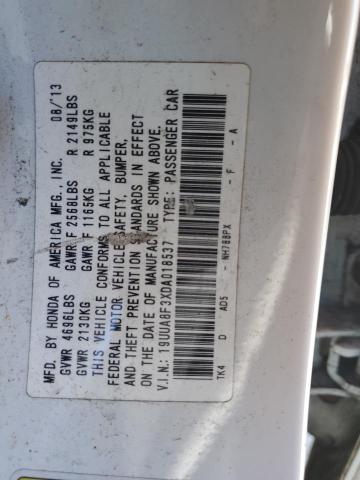 MFD. BY HONDA OF AMERICA MFG., INC. 08/'13
GVWR 4696LBS GAWR F 2568LBS R 2149LBS
GVWR 2130KG GAWR F 1165KG R 975KG
THIS VEHICLE CONFORMS TO ALL APPLICABLE
FEDERAL MOTOR VEHICLE SAFETY, BUMPER,
AND THEFT PREVENTION STANDARDS IN EFFECT
ON THE DATE OF MANUFACTURE SHOWN ABOVE.
V.I.N.: 19UUA8F3XDA018537 TYPE: PASSENGER CAR
TK4 D AD5 - NH788PX - F - A